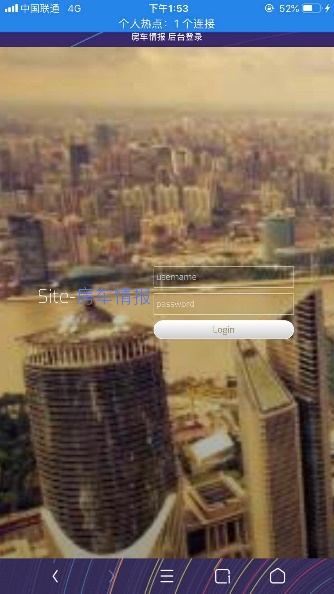 中国联通 4G 下午1:53 52%
个人热点：1 个连接
房车情报 后台登录
username
Site-房车情报
password
Login